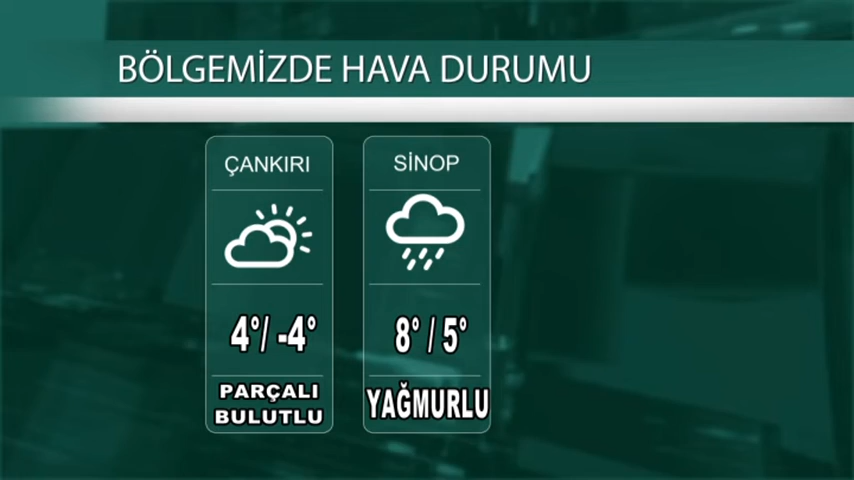 BÖLGEMİZDE HAVA DURUMU
ÇANKIRI
4°/ -4°
PARÇALI
BULUTLU
SİNOP
8° / 5°
YAĞMURLU